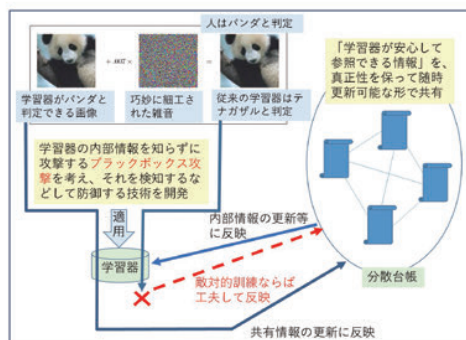 人はパンダと判定
+ .007 ×
=
学習器がパンダと
判定できる画像
巧妙に細工された
雑音
従来の学習器はテ
ナガザルと判定
「学習器が安心して
参照できる情報」を、
真正性を保って随時
更新可能な形で共有
学習器の内部情報を知らずに
攻撃するブラックボックス攻
撃を考え、それを検知するな
どして防御する技術を開発
適用
内部情報の更新等
に反映
学習器
敵対的訓練ならば
工夫して反映
分散台帳
共有情報の更新に反映